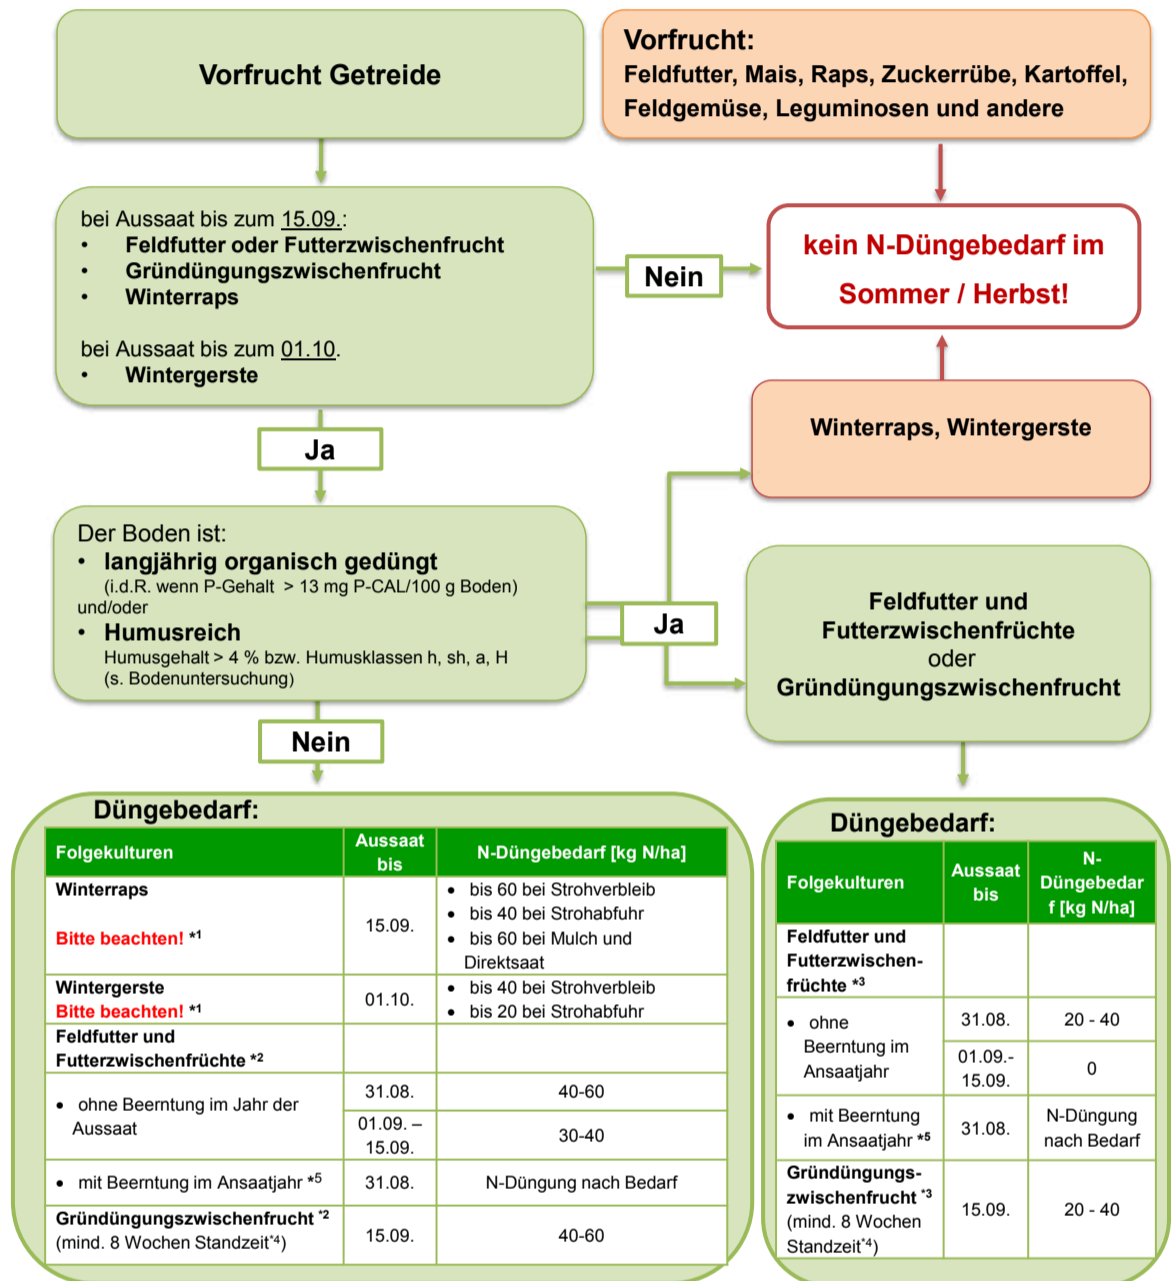 Vorfrucht Getreide
Vorfrucht:
Feldfutter, Mais, Raps, Zuckerrübe, Kartoffel,
Feldgemüse, Leguminosen und andere
bei Aussaat bis zum 15.09.:
• Feldfutter oder Futterzwischenfrucht
• Gründüngungszwischenfrucht
• Winterraps
bei Aussaat bis zum 01.10.
• Wintergerste
Nein
kein N-Düngebedarf im
Sommer / Herbst!
Ja
Winterraps, Wintergerste
Der Boden ist:
• langjährig organisch gedüngt
(i.d.R. wenn P-Gehalt > 13 mg P-CAL/100 g Boden)
und/oder
• Humusreich
Humusgehalt > 4 % bzw. Humusklassen h, sh, a, H
(s. Bodenuntersuchung)
Ja
Feldfutter und
Futterzwischenfrüchte
oder
Gründüngungszwischenfrucht
Nein
Düngebedarf:
Folgekulturen
Aussaat
bis
N-Düngebedarf [kg N/ha]
Winterraps
Bitte beachten! *1
15.09.
• bis 60 bei Strohverbleib
• bis 40 bei Strohabfuhr
• bis 60 bei Mulch und
Direktsaat
Wintergerste
Bitte beachten! *1
01.10.
• bis 40 bei Strohverbleib
• bis 20 bei Strohabfuhr
Feldfutter und
Futterzwischenfrüchte *2
• ohne Beerntung im Jahr der
Aussaat
31.08.
40-60
01.09. –
15.09.
30-40
• mit Beerntung im Ansaatjahr *5
31.08.
N-Düngung nach Bedarf
Gründüngungszwischenfrucht *2
(mind. 8 Wochen Standzeit*4)
15.09.
40-60
Düngebedarf:
Folgekulturen
Aussaat
bis
N-
Düngebedar
f [kg N/ha]
Feldfutter und
Futterzwischen-
früchte *3
• ohne
Beerntung im
Ansaatjahr
31.08.
20 - 40
01.09.-
15.09.
0
• mit Beerntung
im Ansaatjahr *5
31.08.
N-Düngung
nach Bedarf
Gründüngungs-
zwischenfrucht *3
(mind. 8 Wochen
Standzeit*4)
15.09.
20 - 40